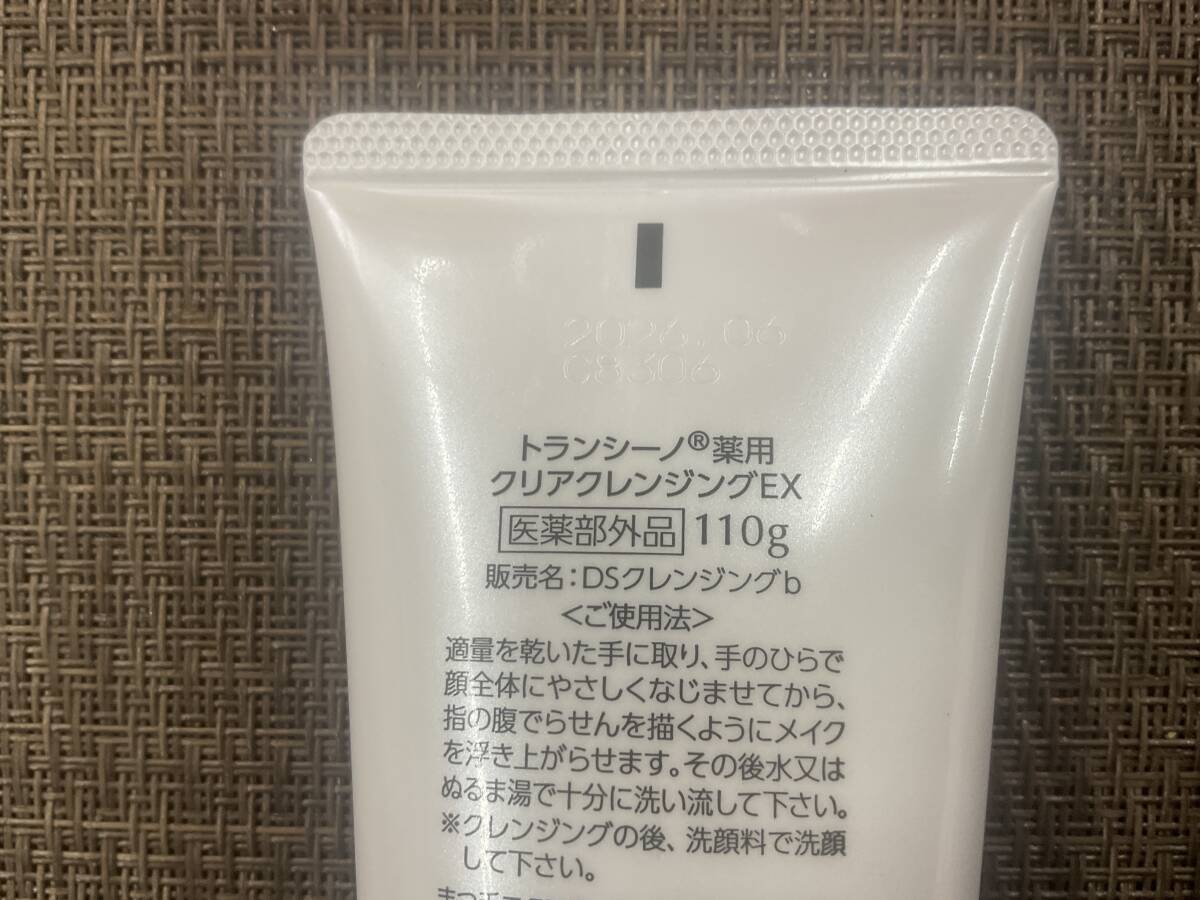 2026.06
C8306
トランシーノ®薬用
クリアクレンジングEX
医薬部外品 110g
販売名:DSクレンジングb
<ご使用法>
適量を乾いた手に取り、手のひらで
顔全体にやさしくなじませてから、
指の腹でらせんを描くようにメイク
を浮き上がらせます。その後水又は
ぬるま湯で十分に洗い流して下さい。
※クレンジングの後、洗顔料で洗顔
して下さい。